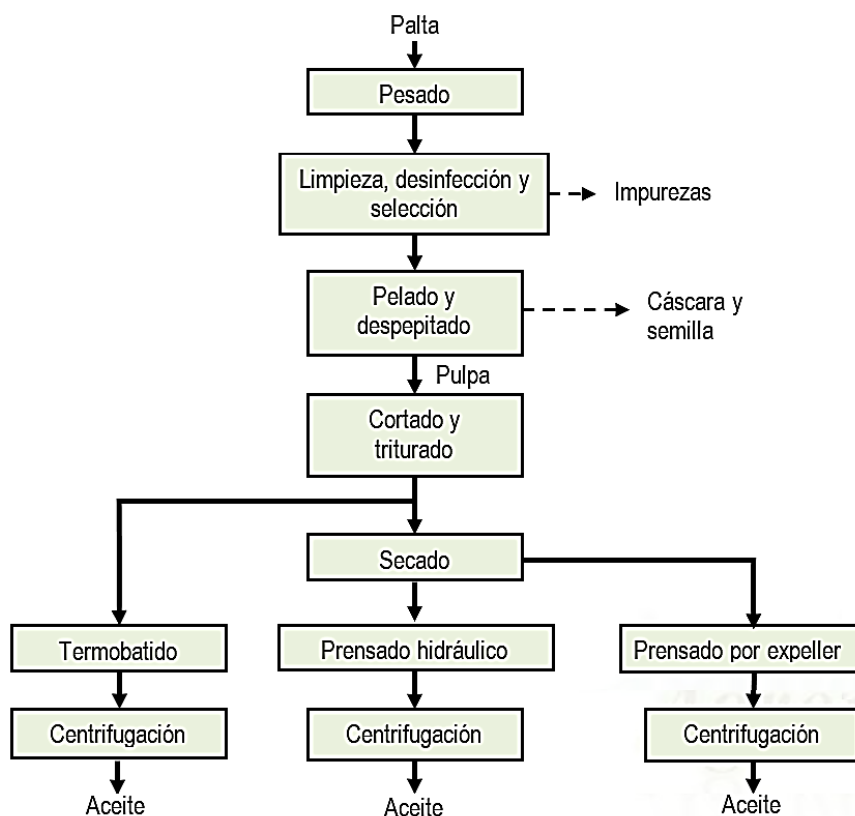 Palta
Pesado
Limpieza, desinfección y
selección
Impurezas
Pelado y
despepitado
Cáscara y
semilla
Pulpa
Cortado y
triturado
Secado
Termobatido
Prensado hidráulico
Prensado por expeller
Centrifugación
Centrifugación
Centrifugación
Aceite
Aceite
Aceite